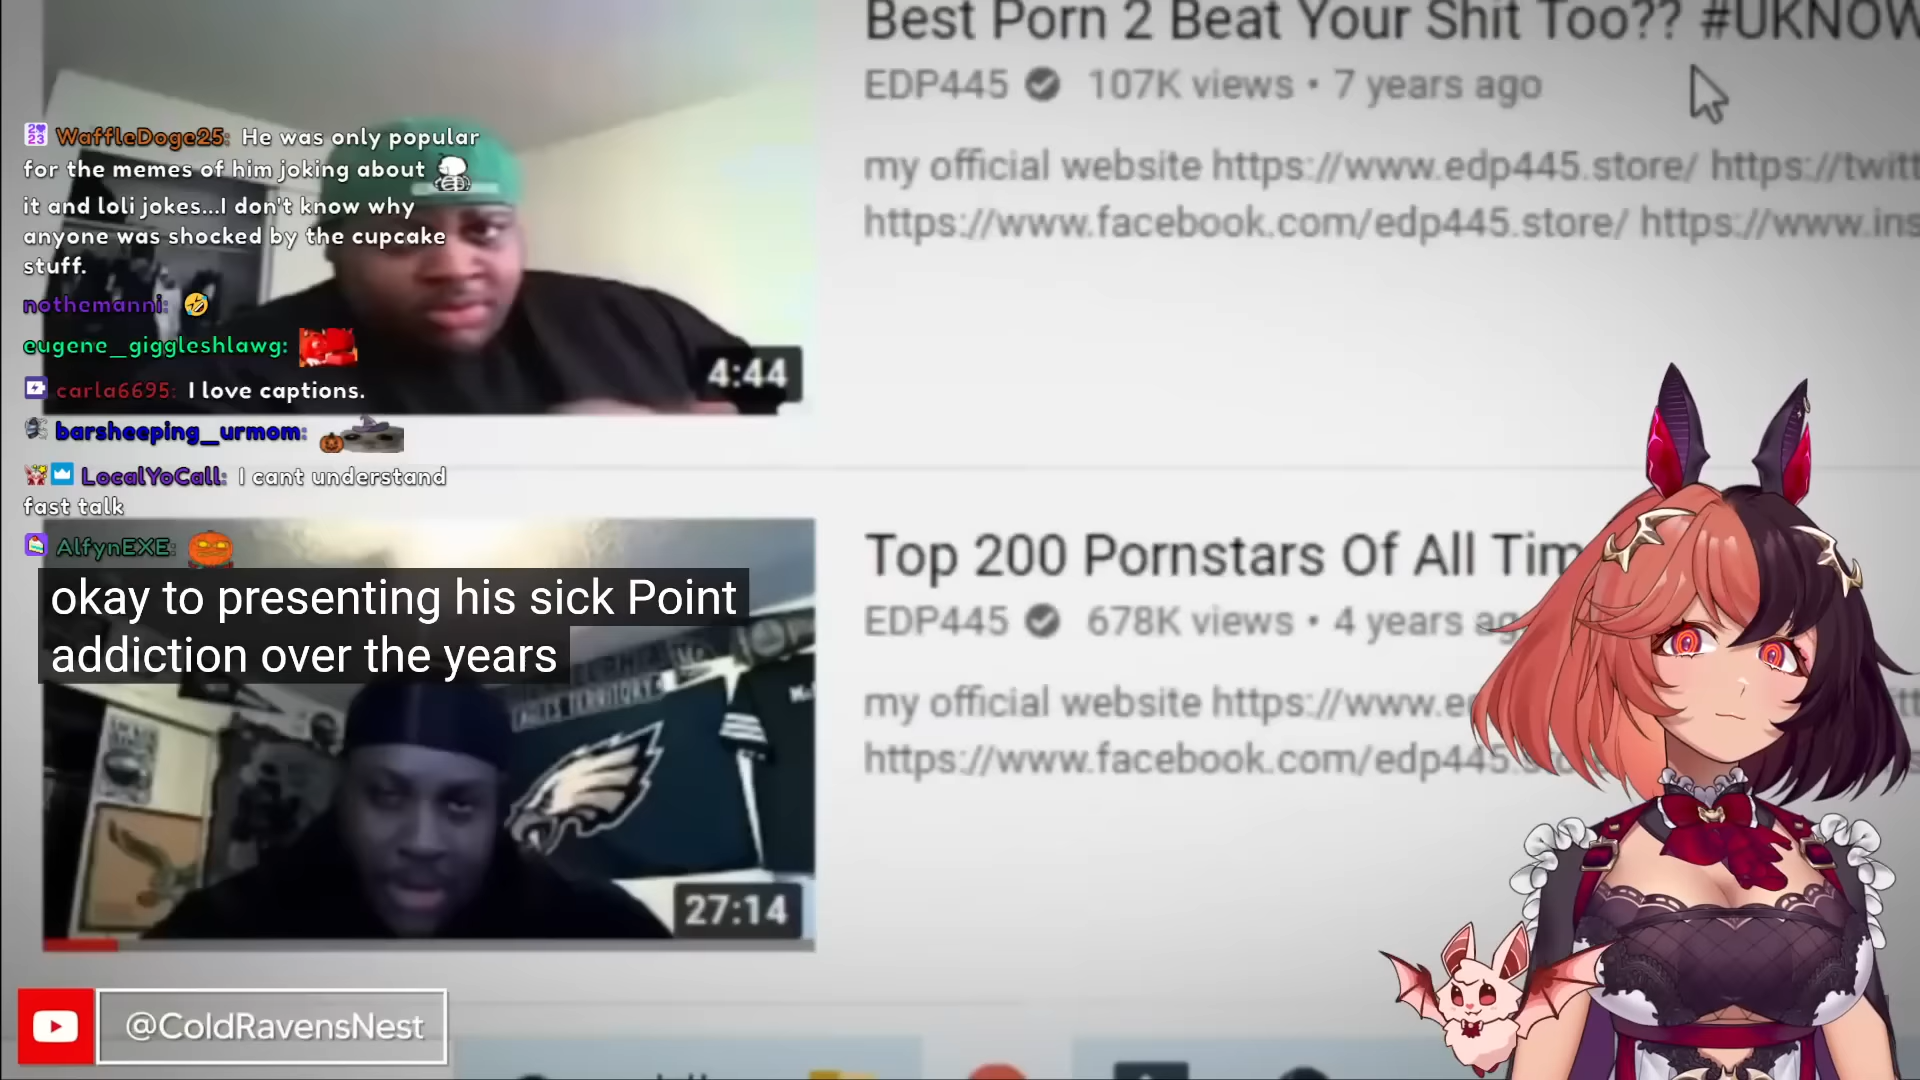 Best Porn 2 Beat Your Shit Too?? #UKNOW
EDP445 107K views • 7 years ago
my official website https://www.edp445.store/ https://twitt
https://www.facebook.com/edp445.store/ https://www.ins
4:44
2023 WaffleDoge25: He was only popular
for the memes of him joking about
it and loli jokes...I don't know why
anyone was shocked by the cupcake
stuff.
nothemanni:
eugene_giggleshlawg:
carla6695: I love captions.
barsheeping_urmom:
LocalYoCall: I cant understand
fast talk
AlfynEXE:
okay to presenting his sick Point
addiction over the years
Top 200 Pornstars Of All Tim
EDP445 678K views • 4 years ag
my official website https://www.e
https://www.facebook.com/edp445.
27:14
@ColdRavensNest